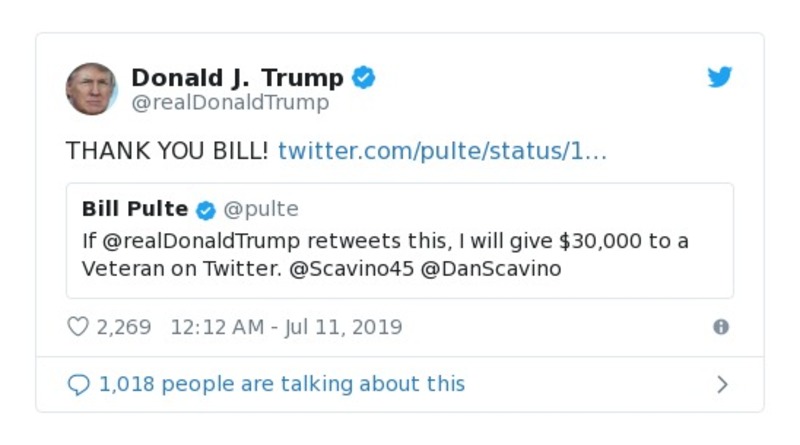 Donald J. Trump
@realDonaldTrump
THANK YOU BILL! twitter.com/pulte/status/1...
Bill Pulte @pulte
If @realDonaldTrump retweets this, I will give $30,000 to a
Veteran on Twitter. @Scavino45 @DanScavino
2,269 12:12 AM - Jul 11, 2019
1,018 people are talking about this